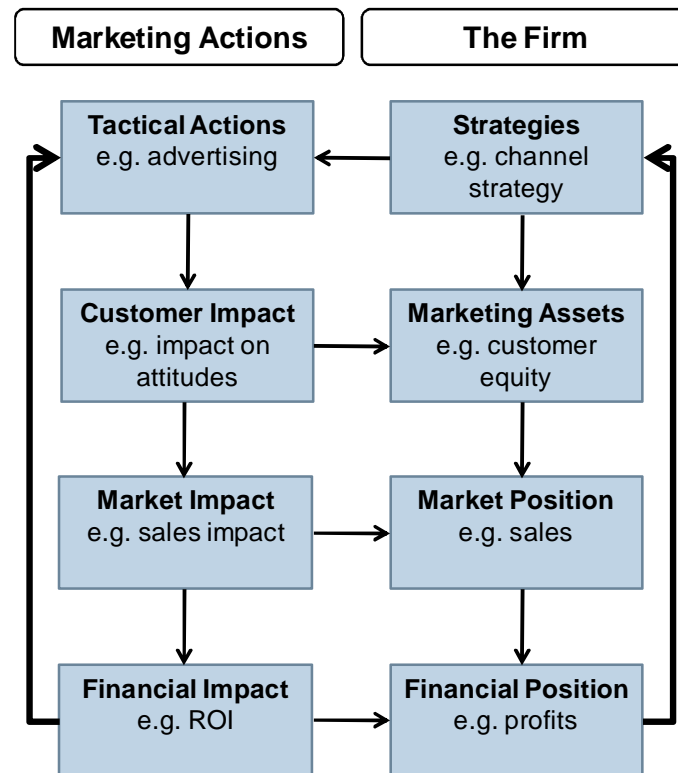 Marketing Actions
The Firm
Tactical Actions
e.g. advertising
Strategies
e.g. channel
strategy
Customer Impact
e.g. impact on
attitudes
Marketing Assets
e.g. customer
equity
Market Impact
e.g. sales impact
Market Position
e.g. sales
Financial Impact
e.g. ROI
Financial Position
e.g. profits